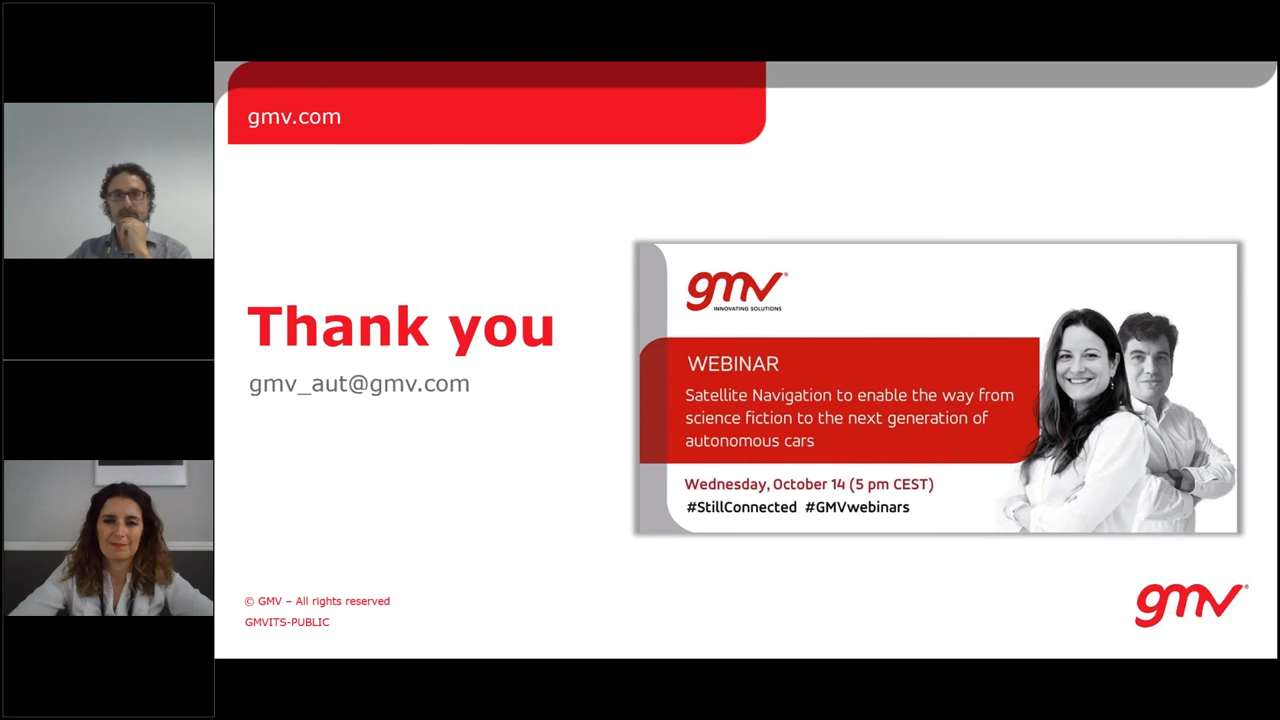 gmv.com
Thank you
gmv_aut@gmv.com
gmv®
INNOVATING SOLUTIONS
WEBINAR
Satellite Navigation to enable the way from
science fiction to the next generation of
autonomous cars
Wednesday, October 14 (5 pm CEST)
#StillConnected #GMVwebinars
© GMV – All rights reserved
GMVITS-PUBLIC
gmv®